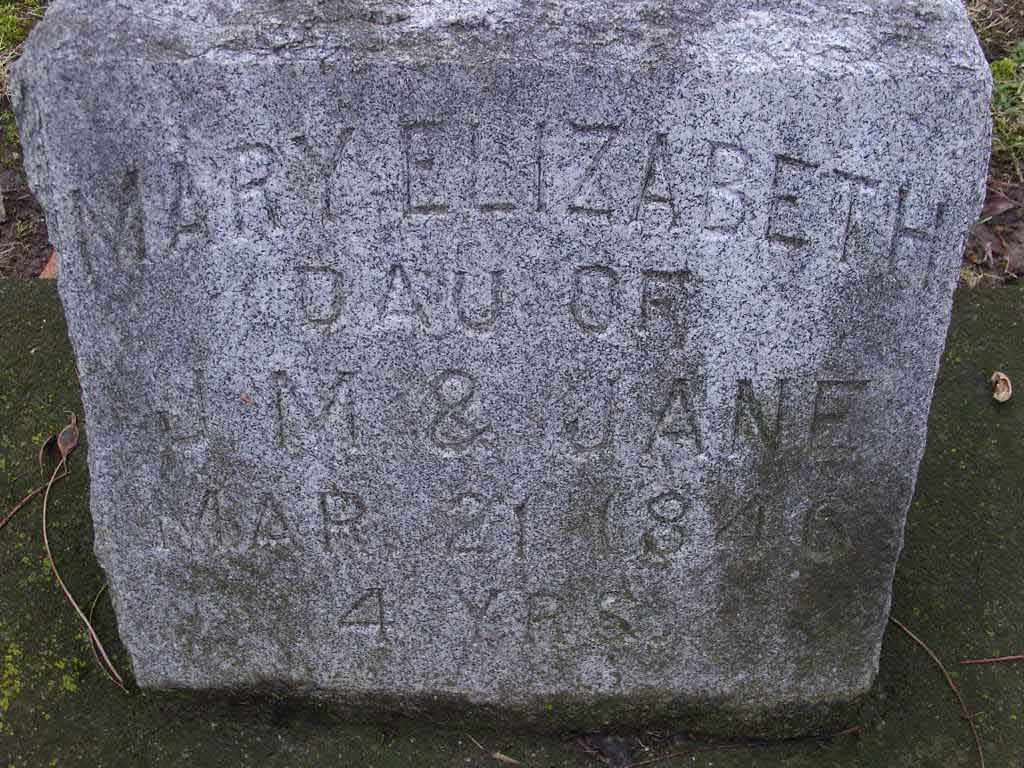 MARY ELIZABETH
DAU OF
J M & JANE
MAR. 21 1846
4 YRS